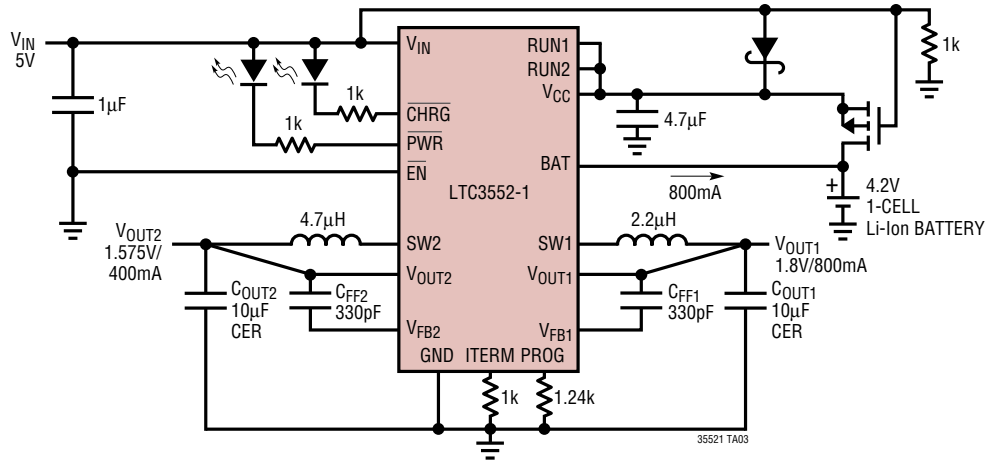 VIN
5V
1µF
1k
1k
VIN
CHRG
PWR
EN
LTC3552-1
RUN1
RUN2
VCC
BAT
4.7µF
800mA
1k
+
4.2V
1-CELL
Li-Ion BATTERY
VOUT2
1.575V/
400mA
4.7µH
SW2
VOUT2
VFB2
COUT2
10µF
CER
CFF2
330pF
SW1
VOUT1
VFB1
2.2µH
VOUT1
1.8V/800mA
CFF1
330pF
COUT1
10µF
CER
GND ITERM PROG
1k
1.24k
35521 TA03